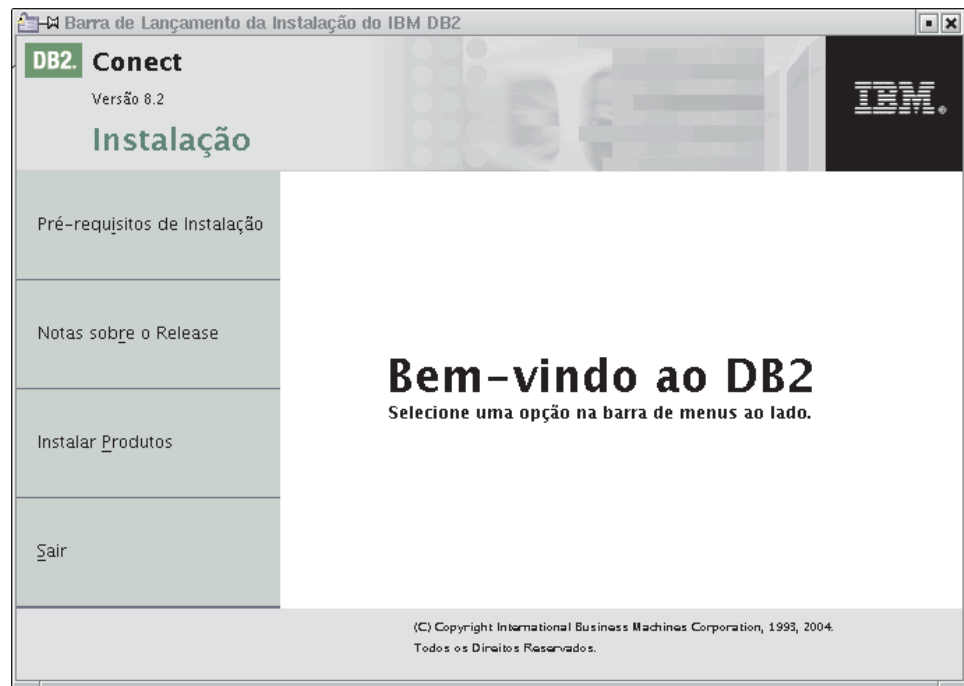 Barra de Lançamento da Instalação do IBM DB2
DB2. Conect
Versão 8.2
Instalação
IBM.
Pré-requisitos de Instalação
Notas sobre o Release
Instalar Produtos
Sair
Bem-vindo ao DB2
Selecione uma opção na barra de menus ao lado.
(C) Copyright International Business Machines Corporation, 1993, 2004.
Todos os Direitos Reservados.